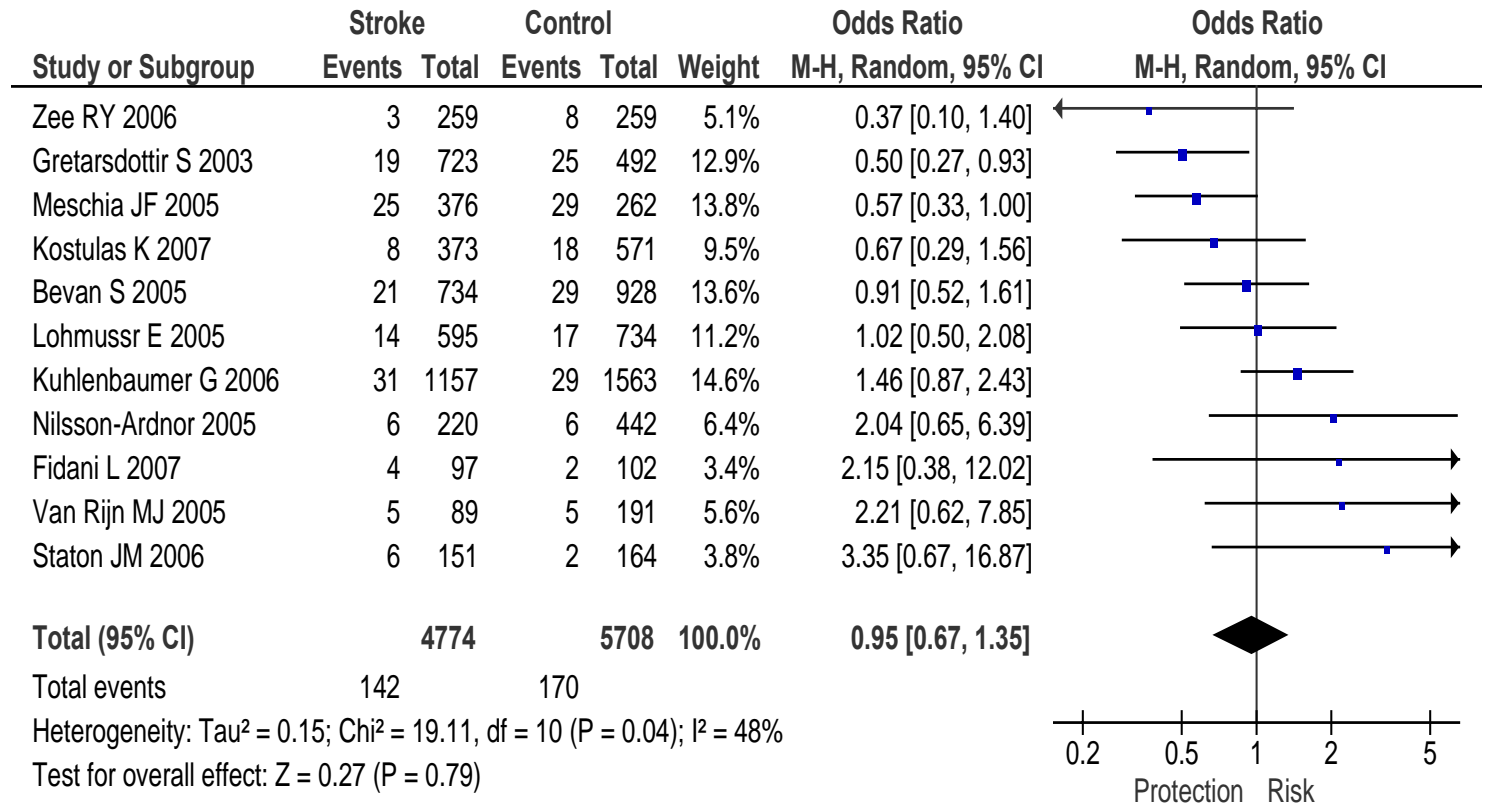 Stroke Control Odds Ratio Odds Ratio
Study or Subgroup Events Total Events Total Weight M-H, Random, 95% CI M-H, Random, 95% CI
Zee RY 2006 3 259 8 259 5.1% 0.37 [0.10, 1.40]
Gretarsdottir S 2003 19 723 25 492 12.9% 0.50 [0.27, 0.93]
Meschia JF 2005 25 376 29 262 13.8% 0.57 [0.33, 1.00]
Kostulas K 2007 8 373 18 571 9.5% 0.67 [0.29, 1.56]
Bevan S 2005 21 734 29 928 13.6% 0.91 [0.52, 1.61]
Lohmussr E 2005 14 595 17 734 11.2% 1.02 [0.50, 2.08]
Kuhlenbaumer G 2006 31 1157 29 1563 14.6% 1.46 [0.87, 2.43]
Nilsson-Ardnor 2005 6 220 6 442 6.4% 2.04 [0.65, 6.39]
Fidani L 2007 4 97 2 102 3.4% 2.15 [0.38, 12.02]
Van Rijn MJ 2005 5 89 5 191 5.6% 2.21 [0.62, 7.85]
Staton JM 2006 6 151 2 164 3.8% 3.35 [0.67, 16.87]
Total (95% CI) 4774 5708 100.0% 0.95 [0.67, 1.35]
Total events 142 170
Heterogeneity: Tau² = 0.15; Chi² = 19.11, df = 10 (P = 0.04); I² = 48%
Test for overall effect: Z = 0.27 (P = 0.79)
0.2 0.5 1 2 5
Protection Risk